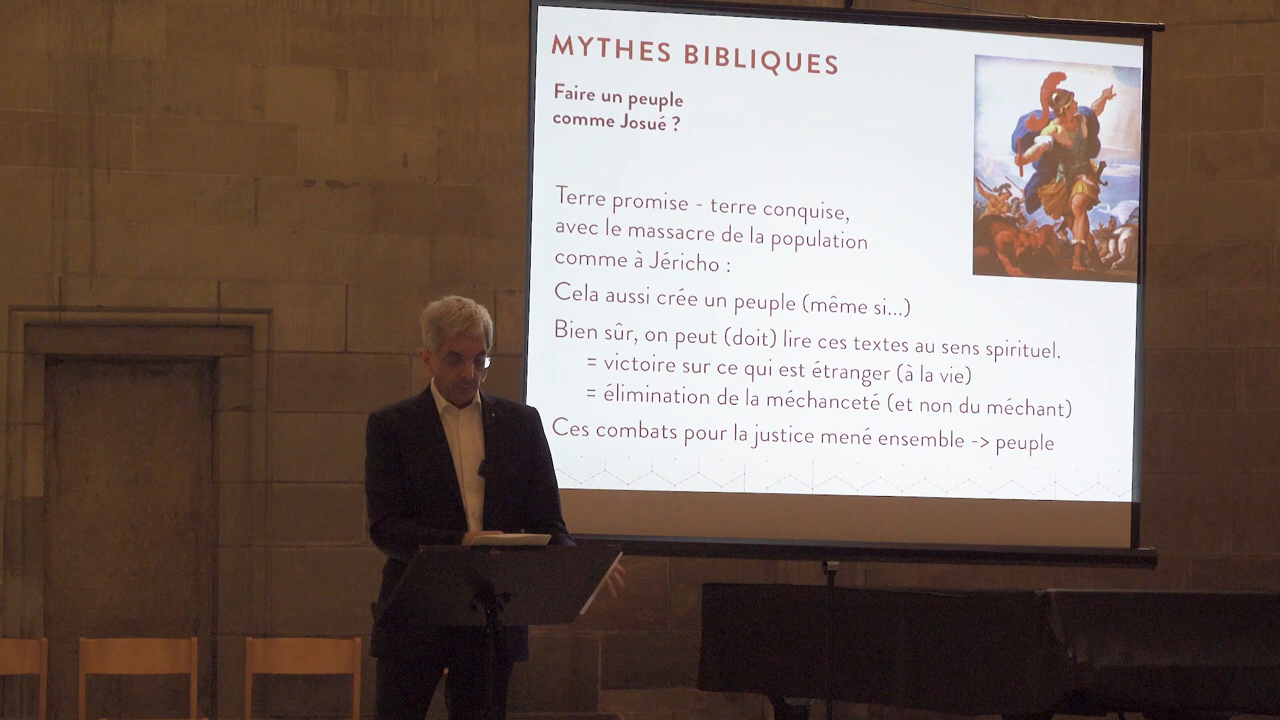 MYTHES BIBLIQUES
Faire un peuple
comme Josué ?
Terre promise - terre conquise,
avec le massacre de la population
comme à Jéricho :
Cela aussi crée un peuple (même si...)
Bien sûr, on peut (doit) lire ces textes au sens spirituel.
= victoire sur ce qui est étranger (à la vie)
= élimination de la méchanceté (et non du méchant)
Ces combats pour la justice mené ensemble -> peuple